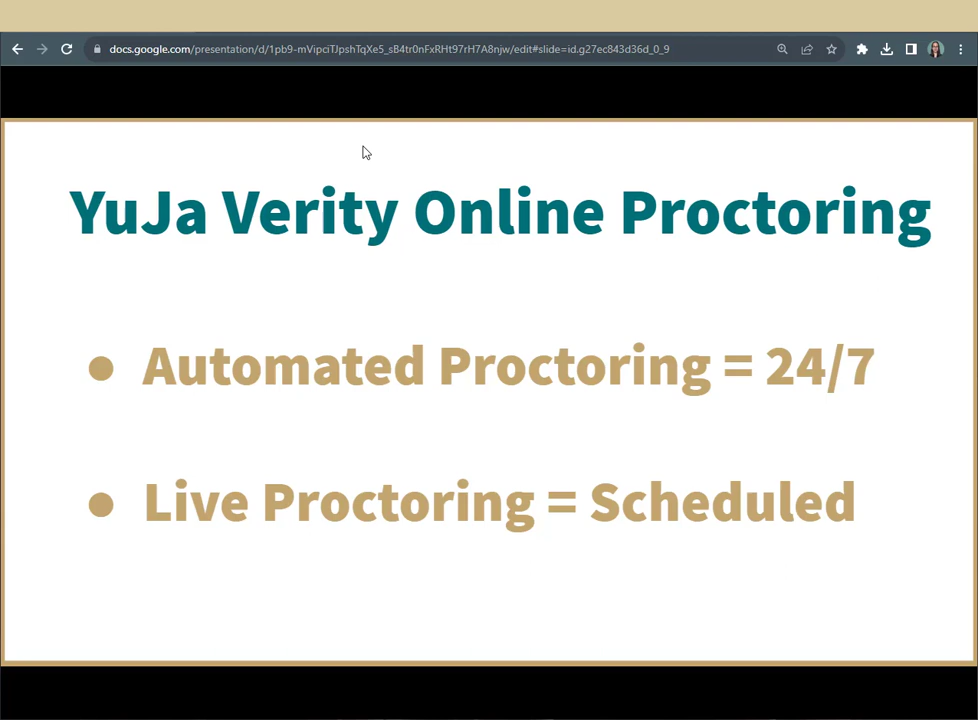 docs.google.com/presentation/d/1pb9-mVipciTJpshTqXe5_sB4tr0nFxRHt97rH7A8njw/edit#slide=id.g27ec843d36d_0_9
YuJa Verity Online Proctoring
● Automated Proctoring = 24/7
● Live Proctoring = Scheduled